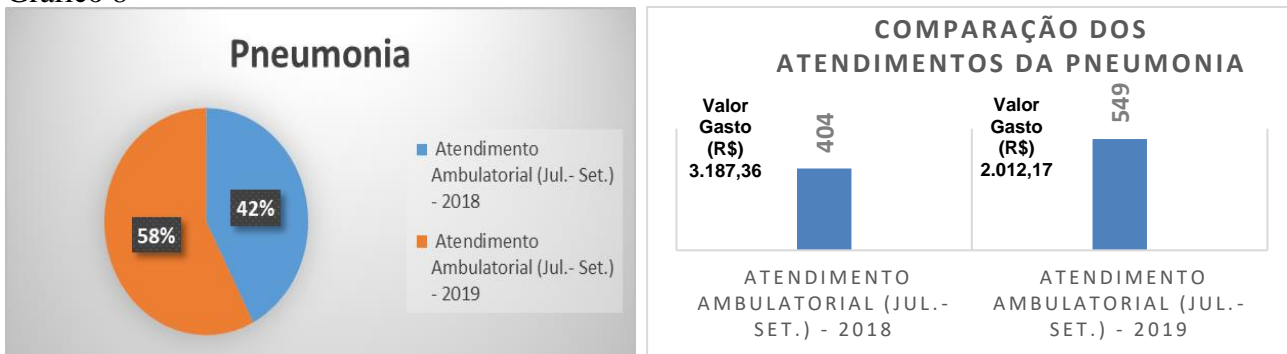 Gráfico 8
Pneumonia
42%
58%
Atendimento
Ambulatorial (Jul.- Set.)
- 2018
Atendimento
Ambulatorial (Jul.- Set.)
- 2019
COMPARAÇÃO DOS
ATENDIMENTOS DA PNEUMONIA
Valor
Gasto
(R$)
3.187,36
404
Valor
Gasto
(R$)
2.012,17
549
ATENDIMENTO
AMBULATORIAL (JUL.-
SET.) - 2018
ATENDIMENTO
AMBULATORIAL (JUL.-
SET.) - 2019